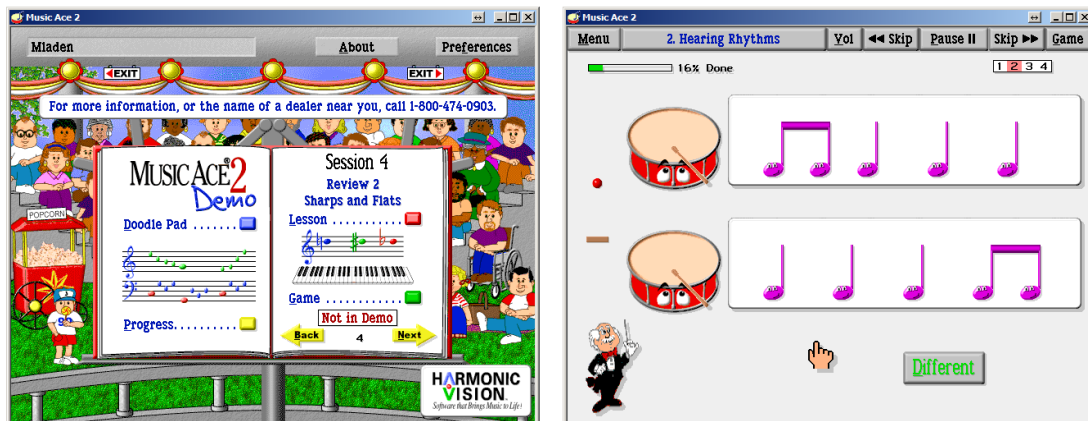 Music Ace 2
Mladen
About
Preferences
EXIT
EXIT
For more information, or the name of a dealer near you, call 1-800-474-0903.
POPCORN
MUSIC ACE® 2
Demo
Doodle Pad ........
Progress..........
Session 4
Review 2
Sharps and Flats
Lesson ...........
Game ............
Not in Demo
Back
4
Next
HARMONIC
VISION™
Software that Brings Music to Life!
Music Ace 2
Menu
2. Hearing Rhythms
Vol
◀◀ Skip
Pause II
Skip ▶▶
Game
16% Done
1 2 3 4
Different